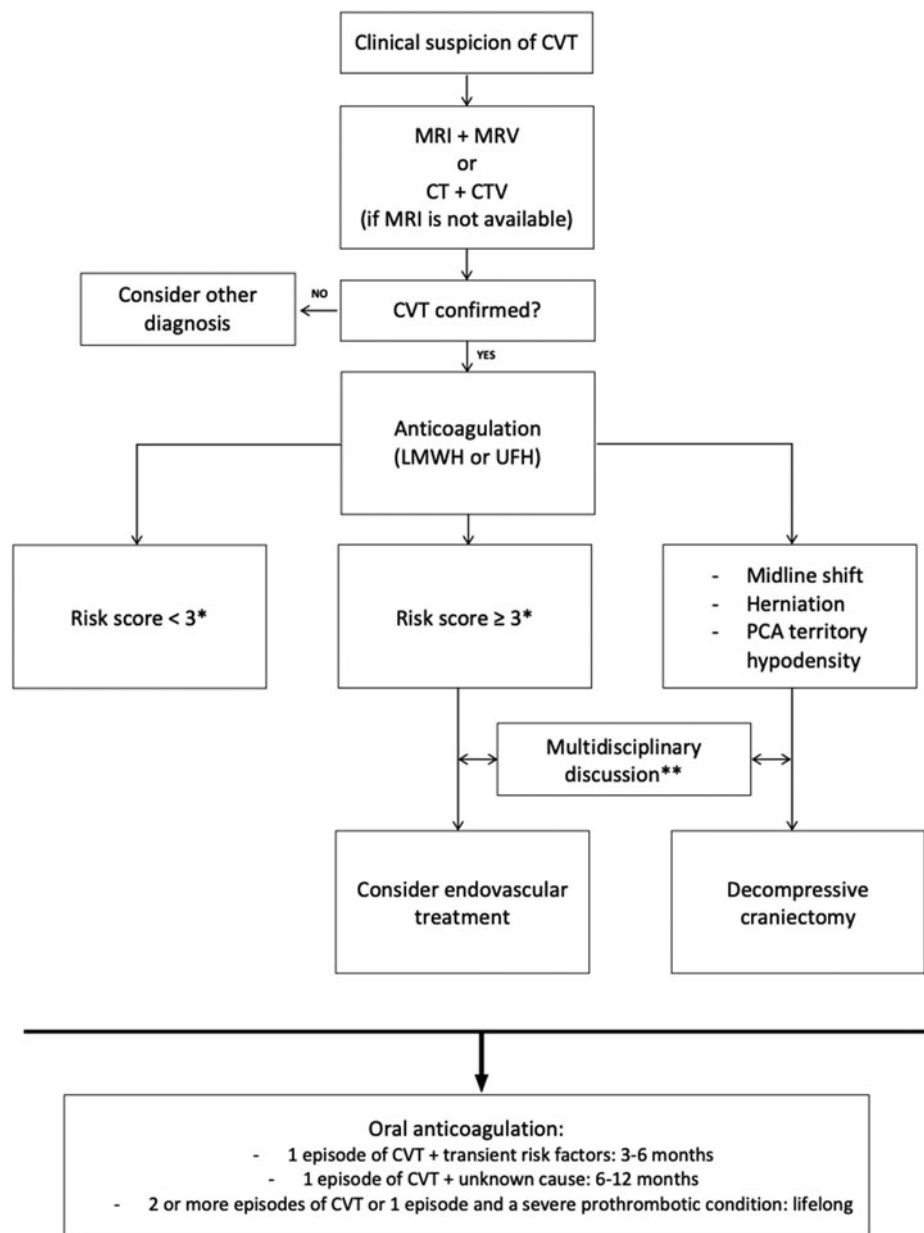 Clinical suspicion of CVT
MRI + MRV
or
CT + CTV
(if MRI is not available)
Consider other
diagnosis
NO
CVT confirmed?
YES
Anticoagulation
(LMWH or UFH)
Risk score < 3*
Risk score ≥ 3*
- Midline shift
- Herniation
- PCA territory
hypodensity
Multidisciplinary
discussion**
Consider endovascular
treatment
Decompressive
craniectomy
Oral anticoagulation:
- 1 episode of CVT + transient risk factors: 3-6 months
- 1 episode of CVT + unknown cause: 6-12 months
- 2 or more episodes of CVT or 1 episode and a severe prothrombotic condition: lifelong